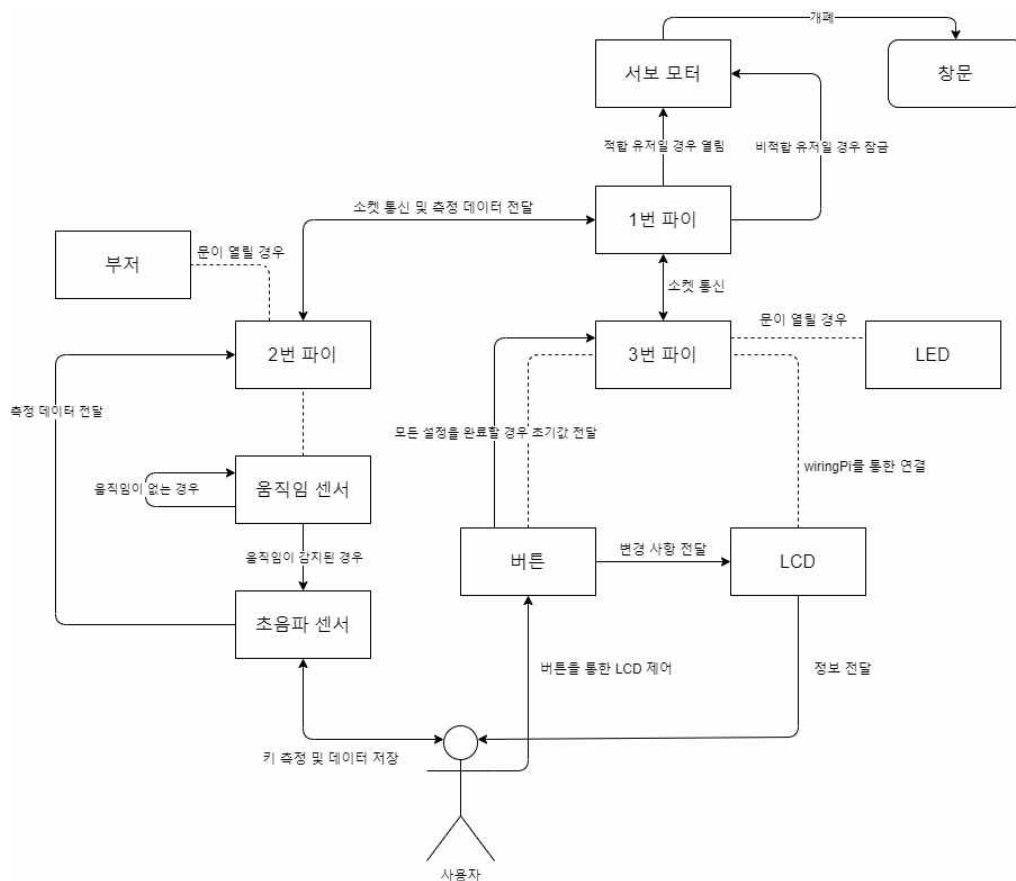 개폐
서보 모터
창문
적합 유저일 경우 열림
비적합 유저일 경우 잠금
소켓 통신 및 측정 데이터 전달
1번 파이
부저
문이 열릴 경우
소켓 통신
문이 열릴 경우
2번 파이
3번 파이
LED
측정 데이터 전달
모든 설정을 완료할 경우 초기값 전달
wiringPi를 통한 연결
움직임이 없는 경우
움직임 센서
움직임이 감지된 경우
버튼
변경 사항 전달
LCD
초음파 센서
버튼을 통한 LCD 제어
정보 전달
키 측정 및 데이터 저장
사용자